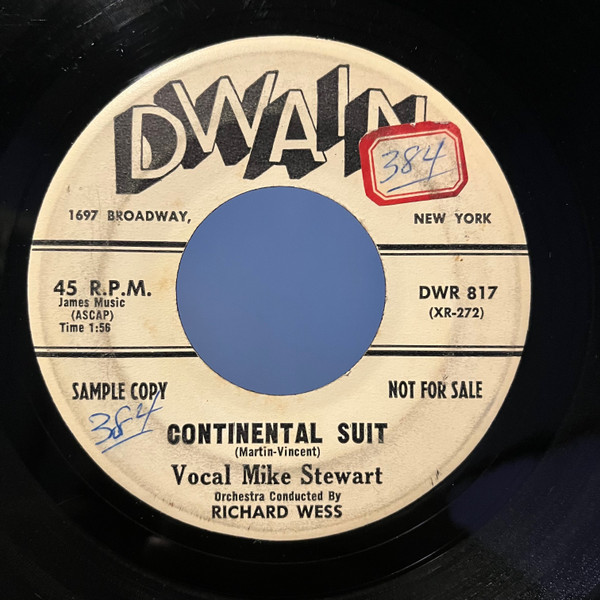 DWAIN
384
1697 BROADWAY, NEW YORK
45 R.P.M. DWR 817
James Music (XR-272)
(ASCAP)
Time 1:56
SAMPLE COPY NOT FOR SALE
384
CONTINENTAL SUIT
(Martin-Vincent)
Vocal Mike Stewart
Orchestra Conducted By
RICHARD WESS